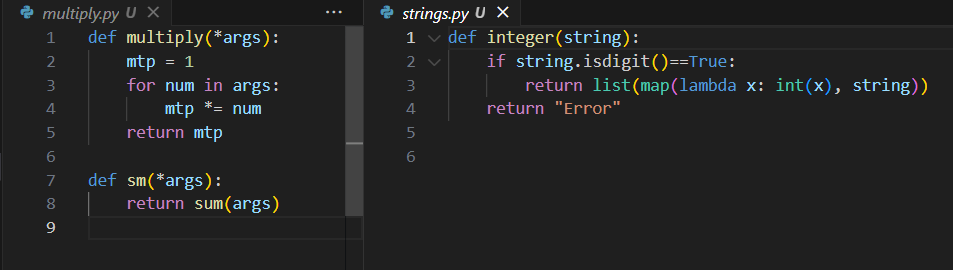 multiply.py U ✕ ···
1 def multiply(*args):
2     mtp = 1
3     for num in args:
4         mtp *= num
5     return mtp
6
7 def sm(*args):
8     return sum(args)
9
strings.py U ✕
1 def integer(string):
2     if string.isdigit()==True:
3         return list(map(lambda x: int(x), string))
4     return "Error"
5
6